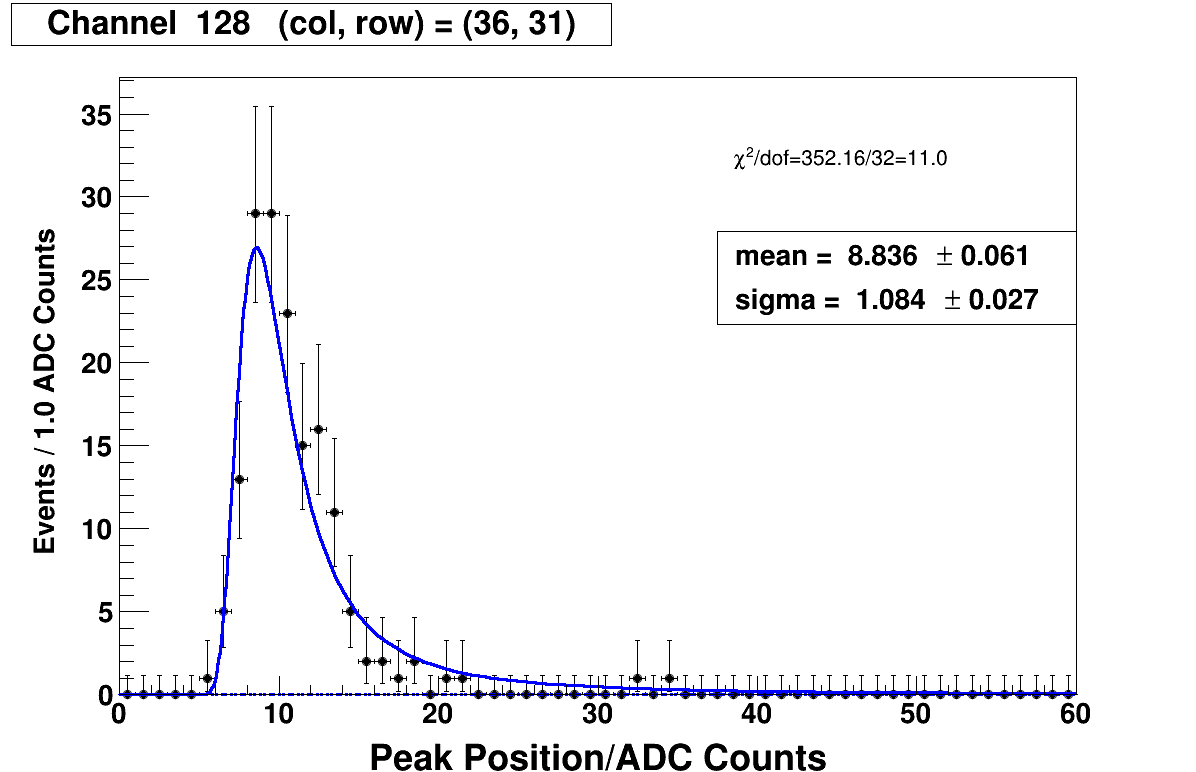 Channel 128 (col, row) = (36, 31)
χ²/dof=352.16/32=11.0
mean = 8.836 ± 0.061
sigma = 1.084 ± 0.027
Events / 1.0 ADC Counts
35
30
25
20
15
10
5
0
0 10 20 30 40 50 60
Peak Position/ADC Counts